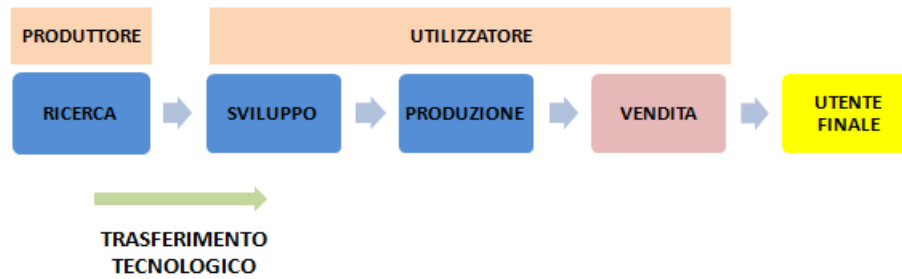 PRODUTTORE
UTILIZZATORE
RICERCA
SVILUPPO
PRODUZIONE
VENDITA
UTENTE
FINALE
TRASFERIMENTO
TECNOLOGICO